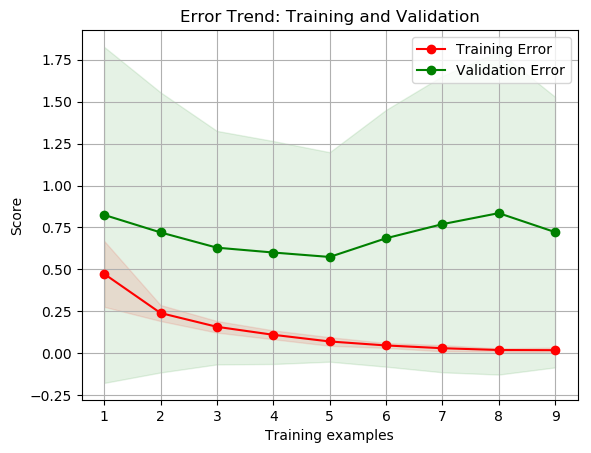 Error Trend: Training and Validation
Training Error
Validation Error
Score
1.75
1.50
1.25
1.00
0.75
0.50
0.25
0.00
−0.25
1 2 3 4 5 6 7 8 9
Training examples